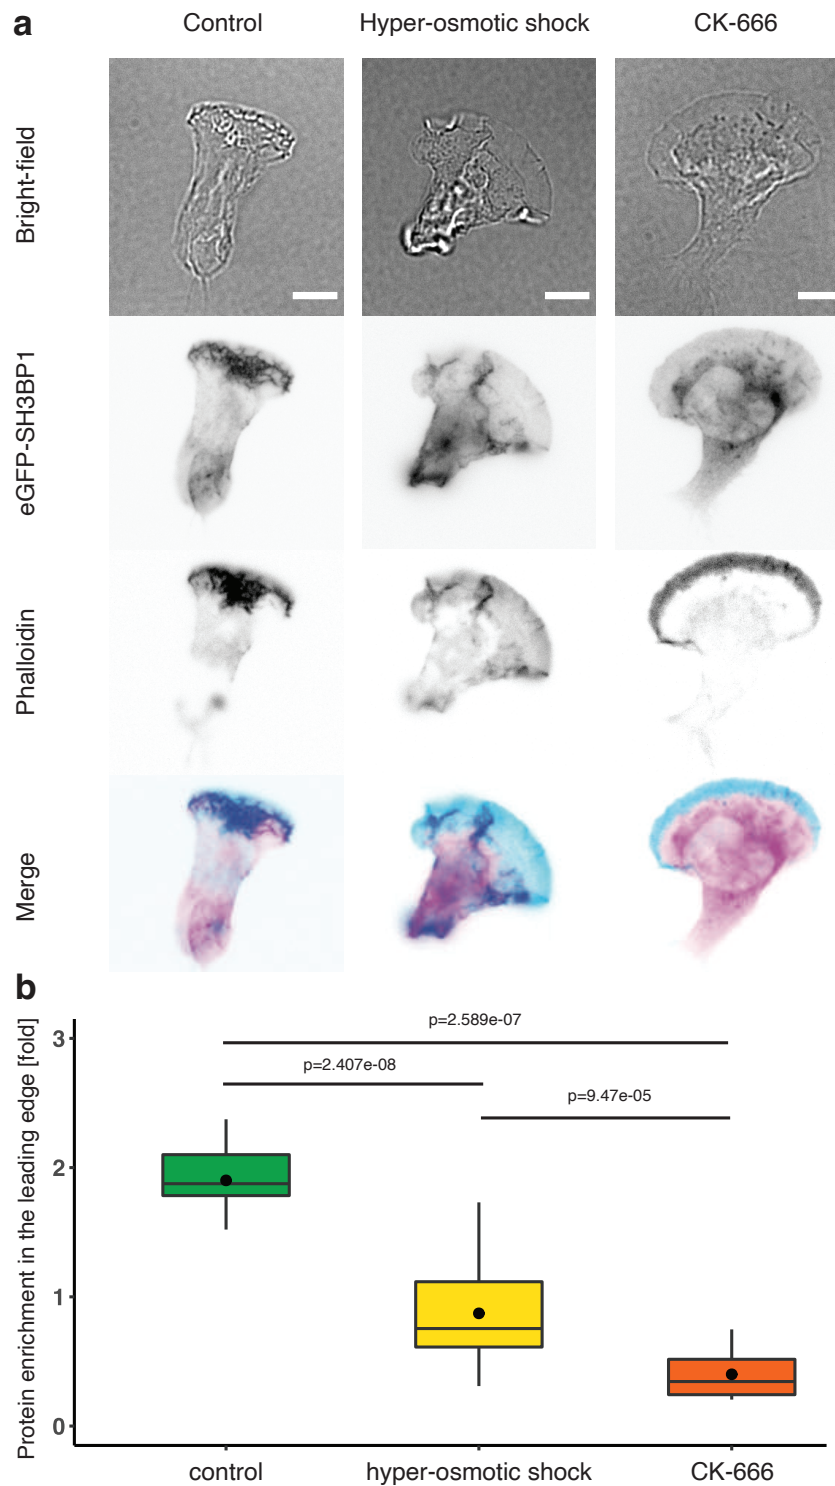 a
Control
Hyper-osmotic shock
CK-666
Bright-field
eGFP-SH3BP1
Phalloidin
Merge
b
Protein enrichment in the leading edge [fold]
3
2
1
0
p=2.589e-07
p=2.407e-08
p=9.47e-05
control
hyper-osmotic shock
CK-666